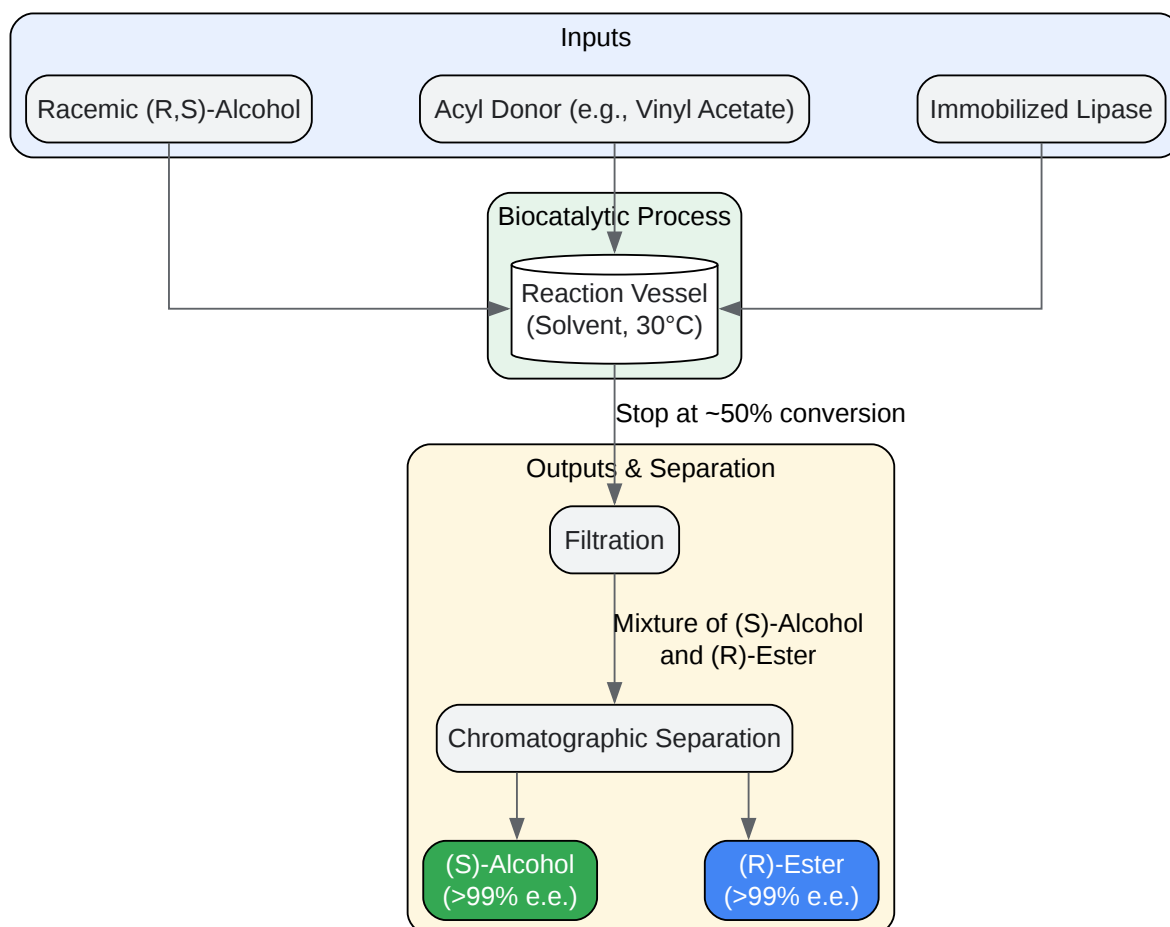 Inputs
Racemic (R,S)-Alcohol
Acyl Donor (e.g., Vinyl Acetate)
Immobilized Lipase
Biocatalytic Process
Reaction Vessel
(Solvent, 30°C)
Stop at ~50% conversion
Outputs & Separation
Filtration
Mixture of (S)-Alcohol
and (R)-Ester
Chromatographic Separation
(S)-Alcohol
(>99% e.e.)
(R)-Ester
(>99% e.e.)